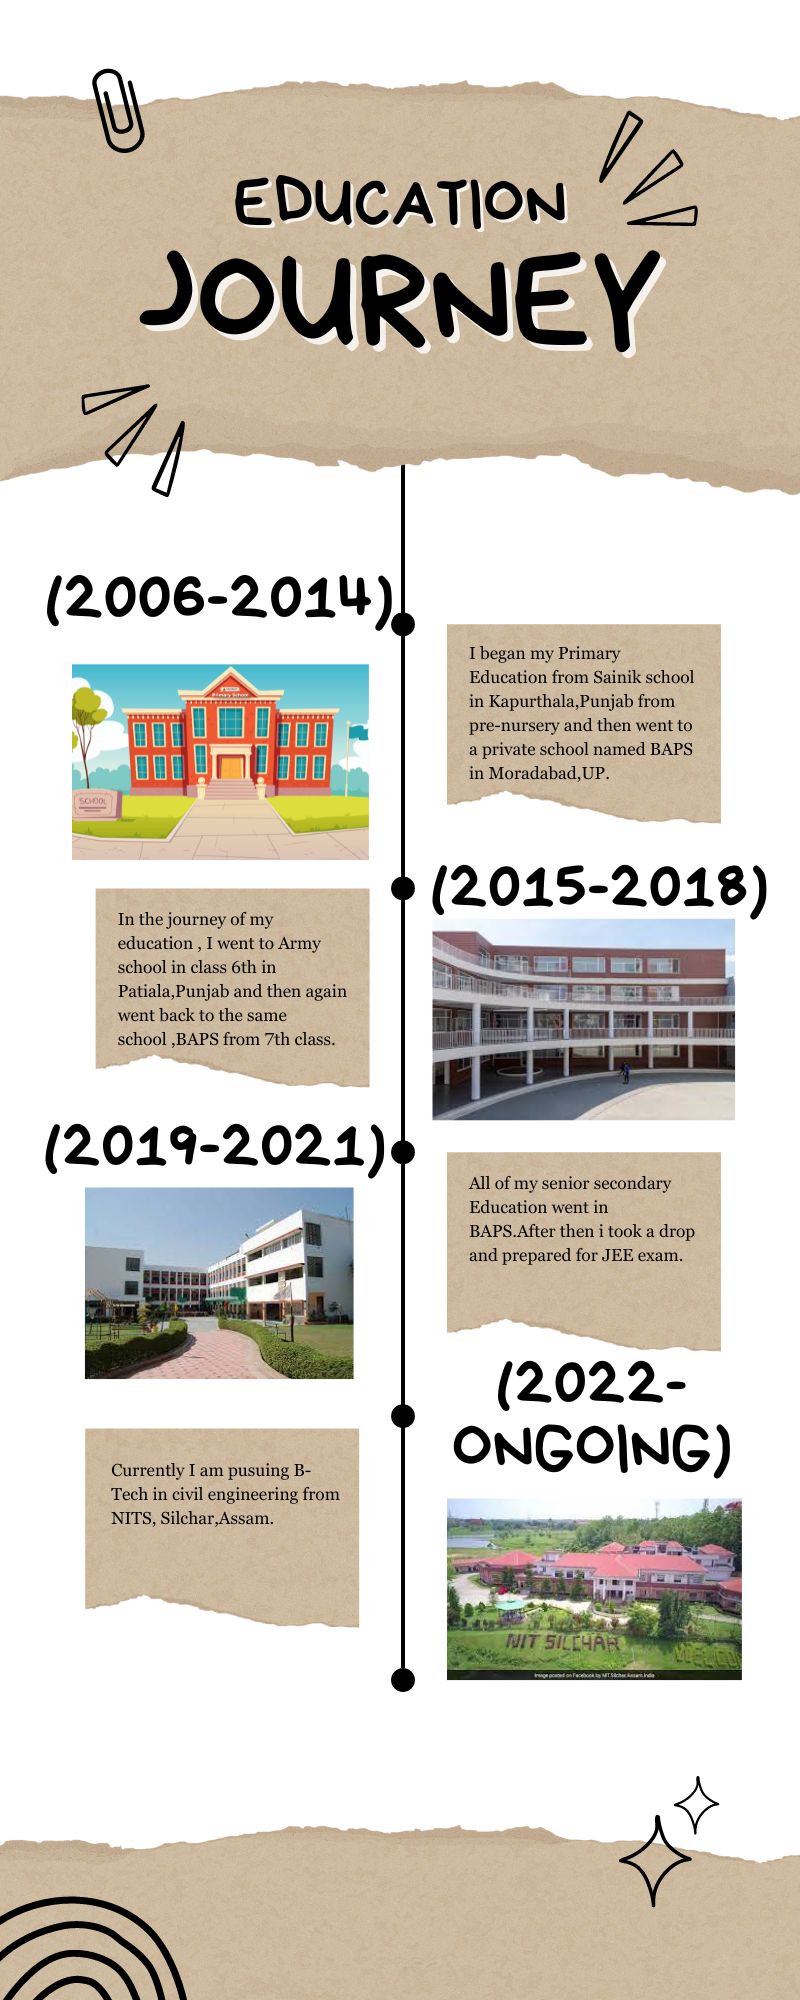 EDUCATION
JOURNEY
(2006-2014)
I began my Primary
Education from Sainik school
in Kapurthala,Punjab from
pre-nursery and then went to
a private school named BAPS
in Moradabad,UP.
Primary School
SCHOOL
(2015-2018)
In the journey of my
education , I went to Army
school in class 6th in
Patiala,Punjab and then again
went back to the same
school ,BAPS from 7th class.
(2019-2021)
All of my senior secondary
Education went in
BAPS.After then i took a drop
and prepared for JEE exam.
(2022-
ONGOING)
Currently I am pusuing B-
Tech in civil engineering from
NITS, Silchar,Assam.
NIT SILCHAR
Image posted on Facebook by NIT.Silchar.Assam.India